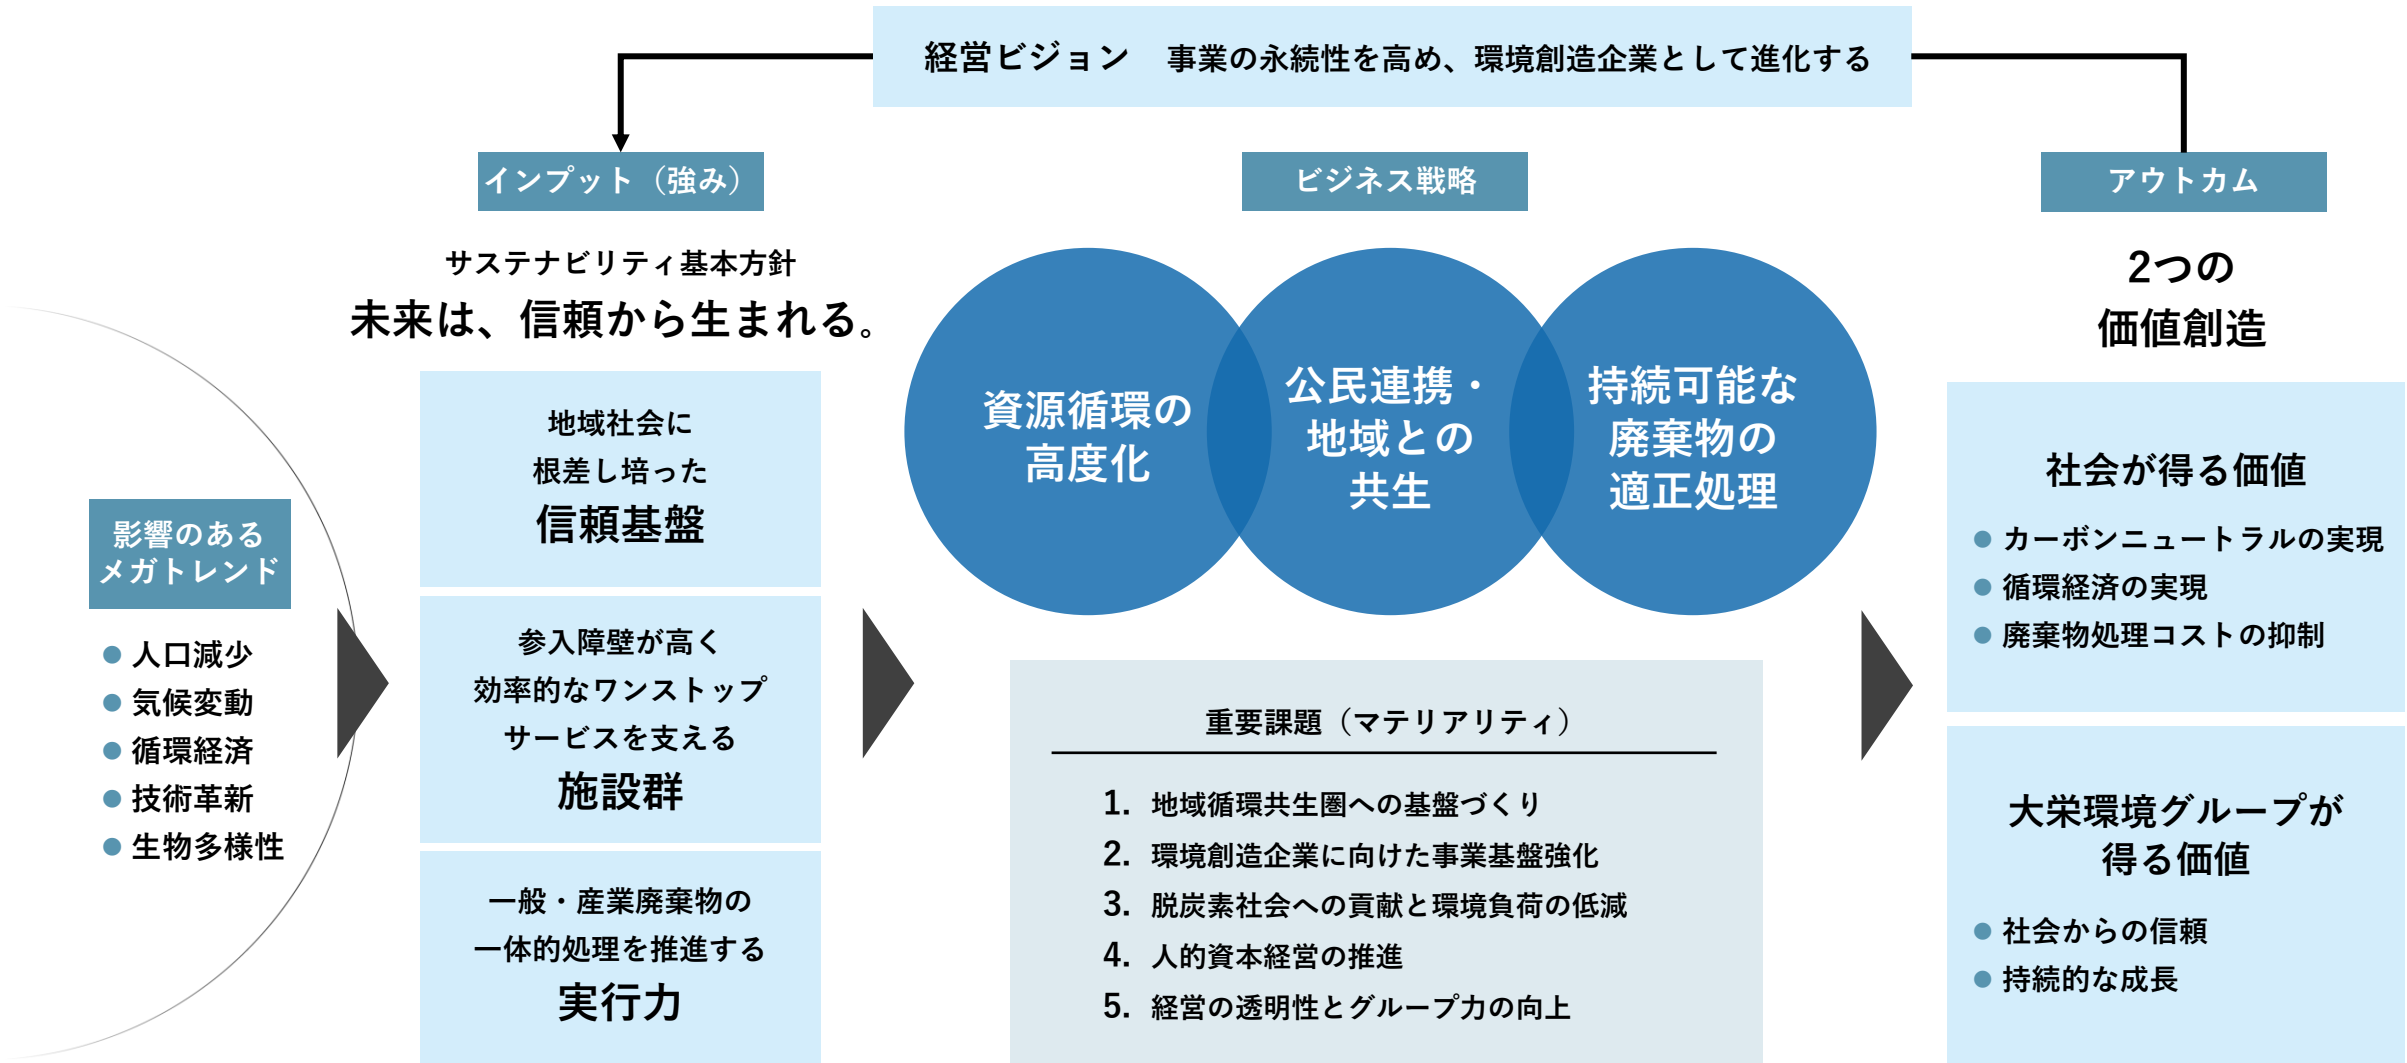 経営ビジョン 事業の永続性を高め、環境創造企業として進化する
影響のある
メガトレンド
人口減少
気候変動
循環経済
技術革新
生物多様性
インプット（強み）
サステナビリティ基本方針
未来は、信頼から生まれる。
地域社会に
根差し培った
信頼基盤
参入障壁が高く
効率的なワンストップ
サービスを支える
施設群
一般・産業廃棄物の
一体的処理を推進する
実行力
ビジネス戦略
資源循環の
高度化
公民連携・
地域との
共生
持続可能な
廃棄物の
適正処理
重要課題（マテリアリティ）
1. 地域循環共生圏への基盤づくり
2. 環境創造企業に向けた事業基盤強化
3. 脱炭素社会への貢献と環境負荷の低減
4. 人的資本経営の推進
5. 経営の透明性とグループ力の向上
アウトカム
2つの
価値創造
社会が得る価値
カーボンニュートラルの実現
循環経済の実現
廃棄物処理コストの抑制
大栄環境グループが
得る価値
社会からの信頼
持続的な成長